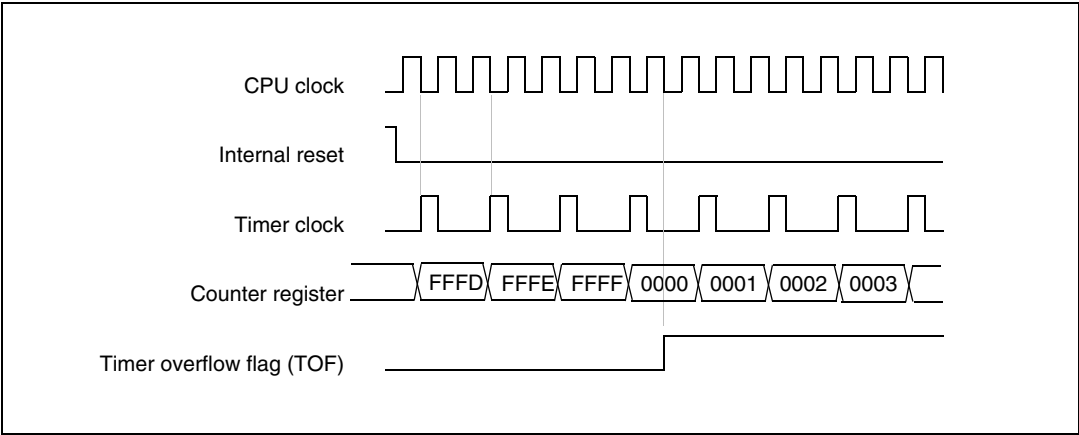 CPU clock
Internal reset
Timer clock
Counter register
FFFD FFFE FFFF 0000 0001 0002 0003
Timer overflow flag (TOF)